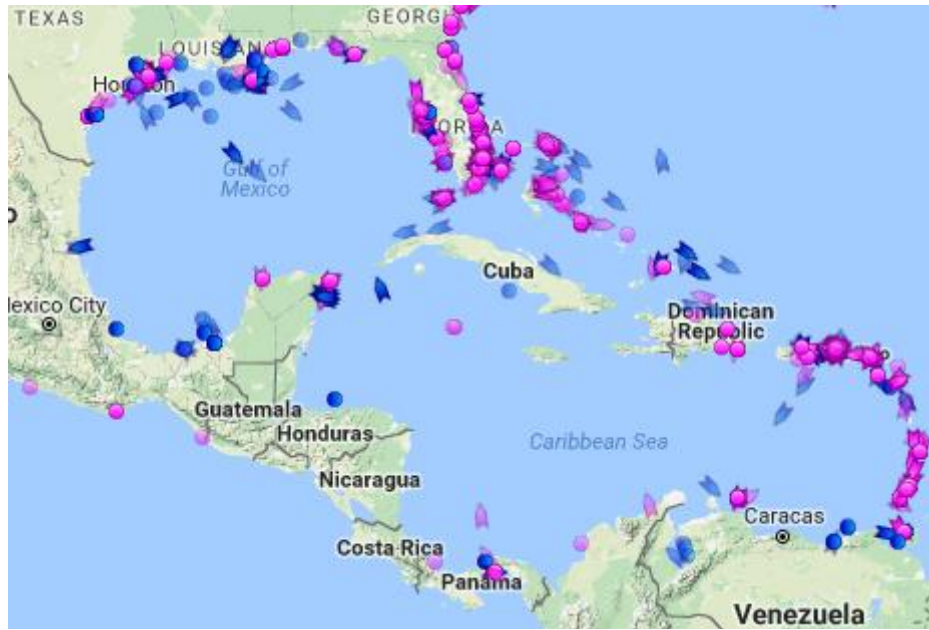 TEXAS
GEORGI
LOUISIANA
Houston
FLORIDA
Gulf of
Mexico
o
Mexico City
Cuba
Dominican
Republic
o
Guatemala
Honduras
Caribbean Sea
Nicaragua
Caracas
Costa Rica
Panama
Venezuela